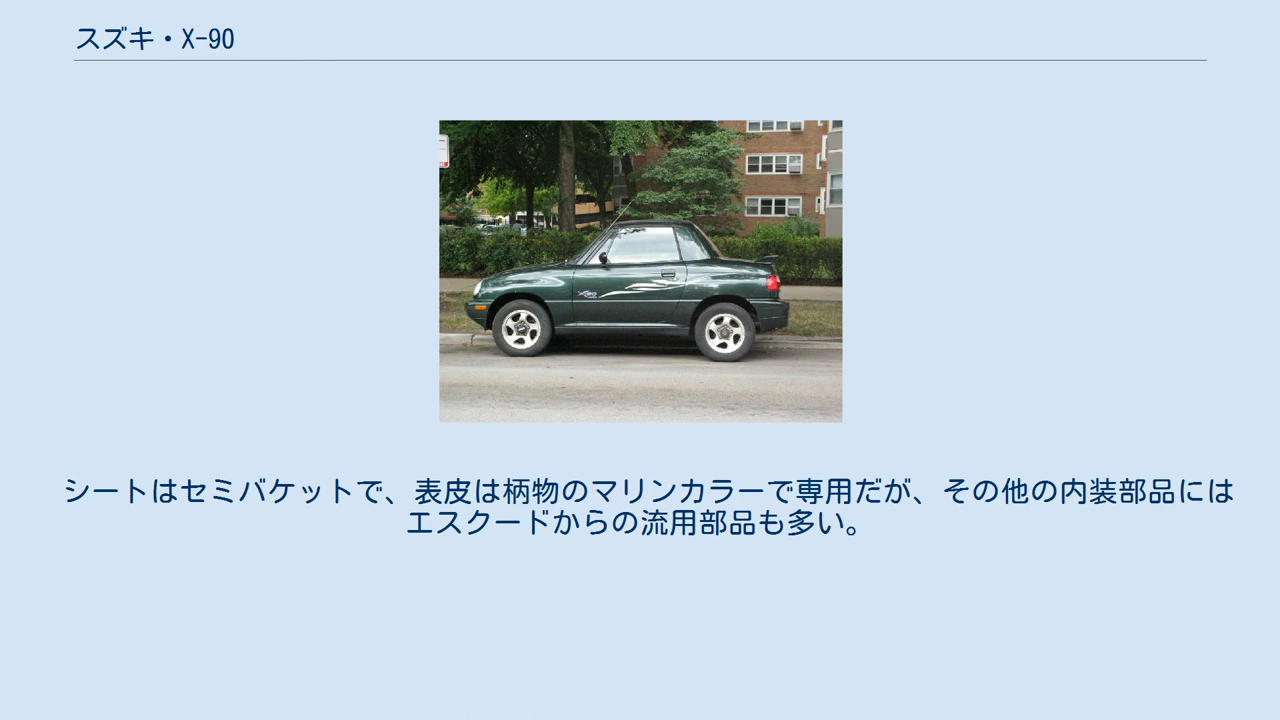 スズキ・X-90
シートはセミバケットで、表皮は柄物のマリンカラーで専用だが、その他の内装部品には
エスクードからの流用部品も多い。